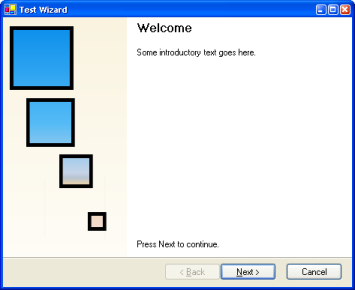 Test Wizard
Welcome
Some introductory text goes here.
Press Next to continue.
< Back
Next >
Cancel